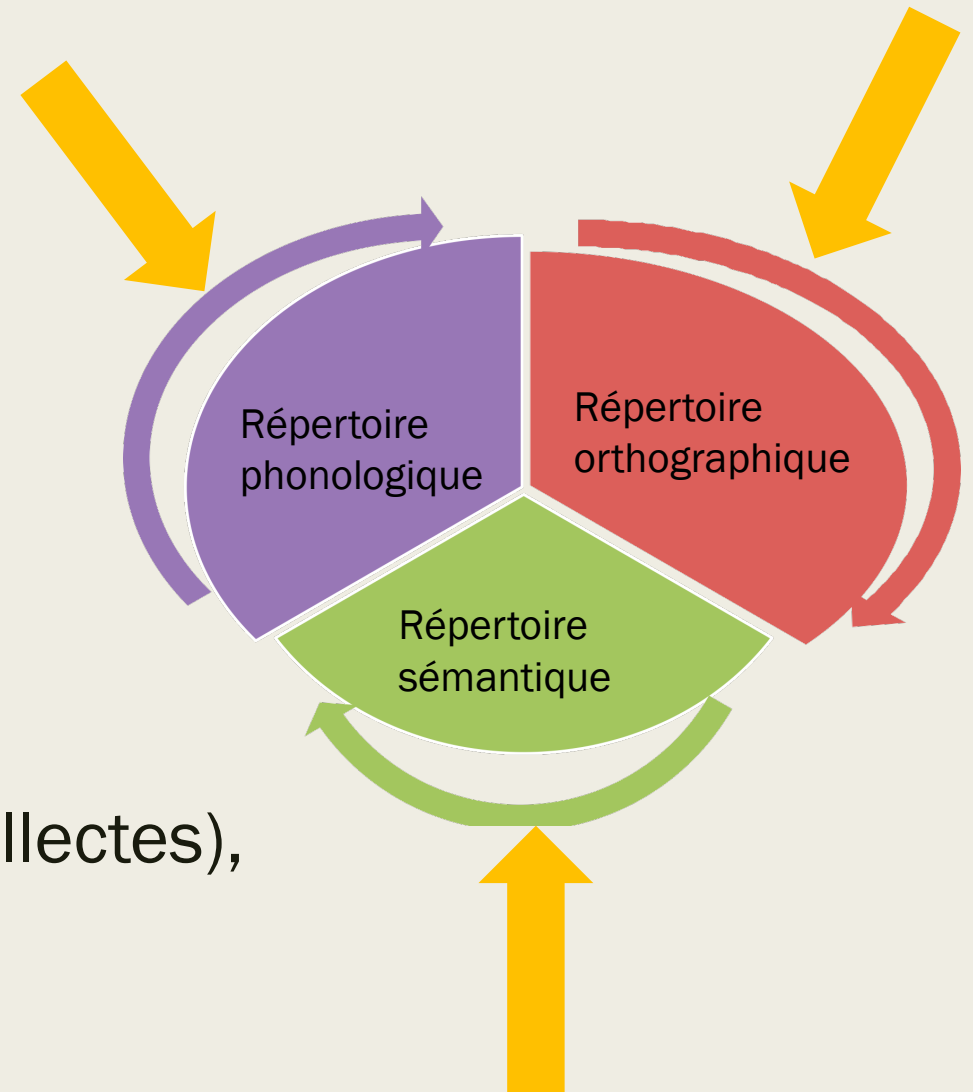 Répertoire
phonologique
Répertoire
orthographique
Répertoire
sémantique
llectes),